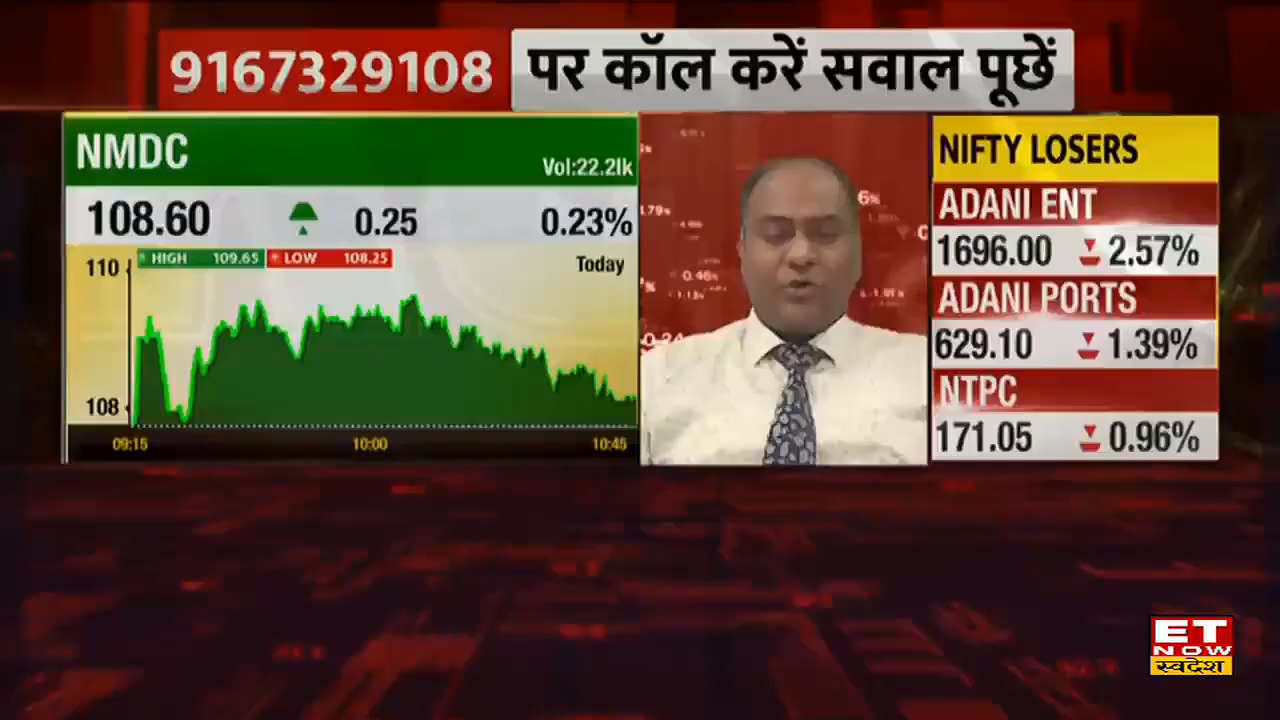 9167329108 पर कॉल करें सवाल पूछें
NMDC
Vol:22.2lk
108.60 0.25 0.23%
HIGH 109.65 LOW 108.25
Today
110
108
09:15 10:00 10:45
NIFTY LOSERS
ADANI ENT
1696.00 2.57%
ADANI PORTS
629.10 1.39%
NTPC
171.05 0.96%
ET
NOW
स्वदेश